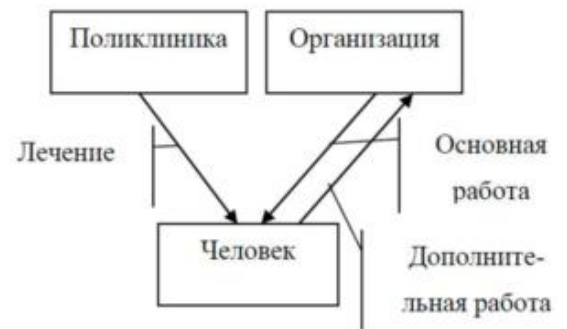 Поликлиника
Организация
Лечение
Основная
работа
Человек
Дополните-
льная работа